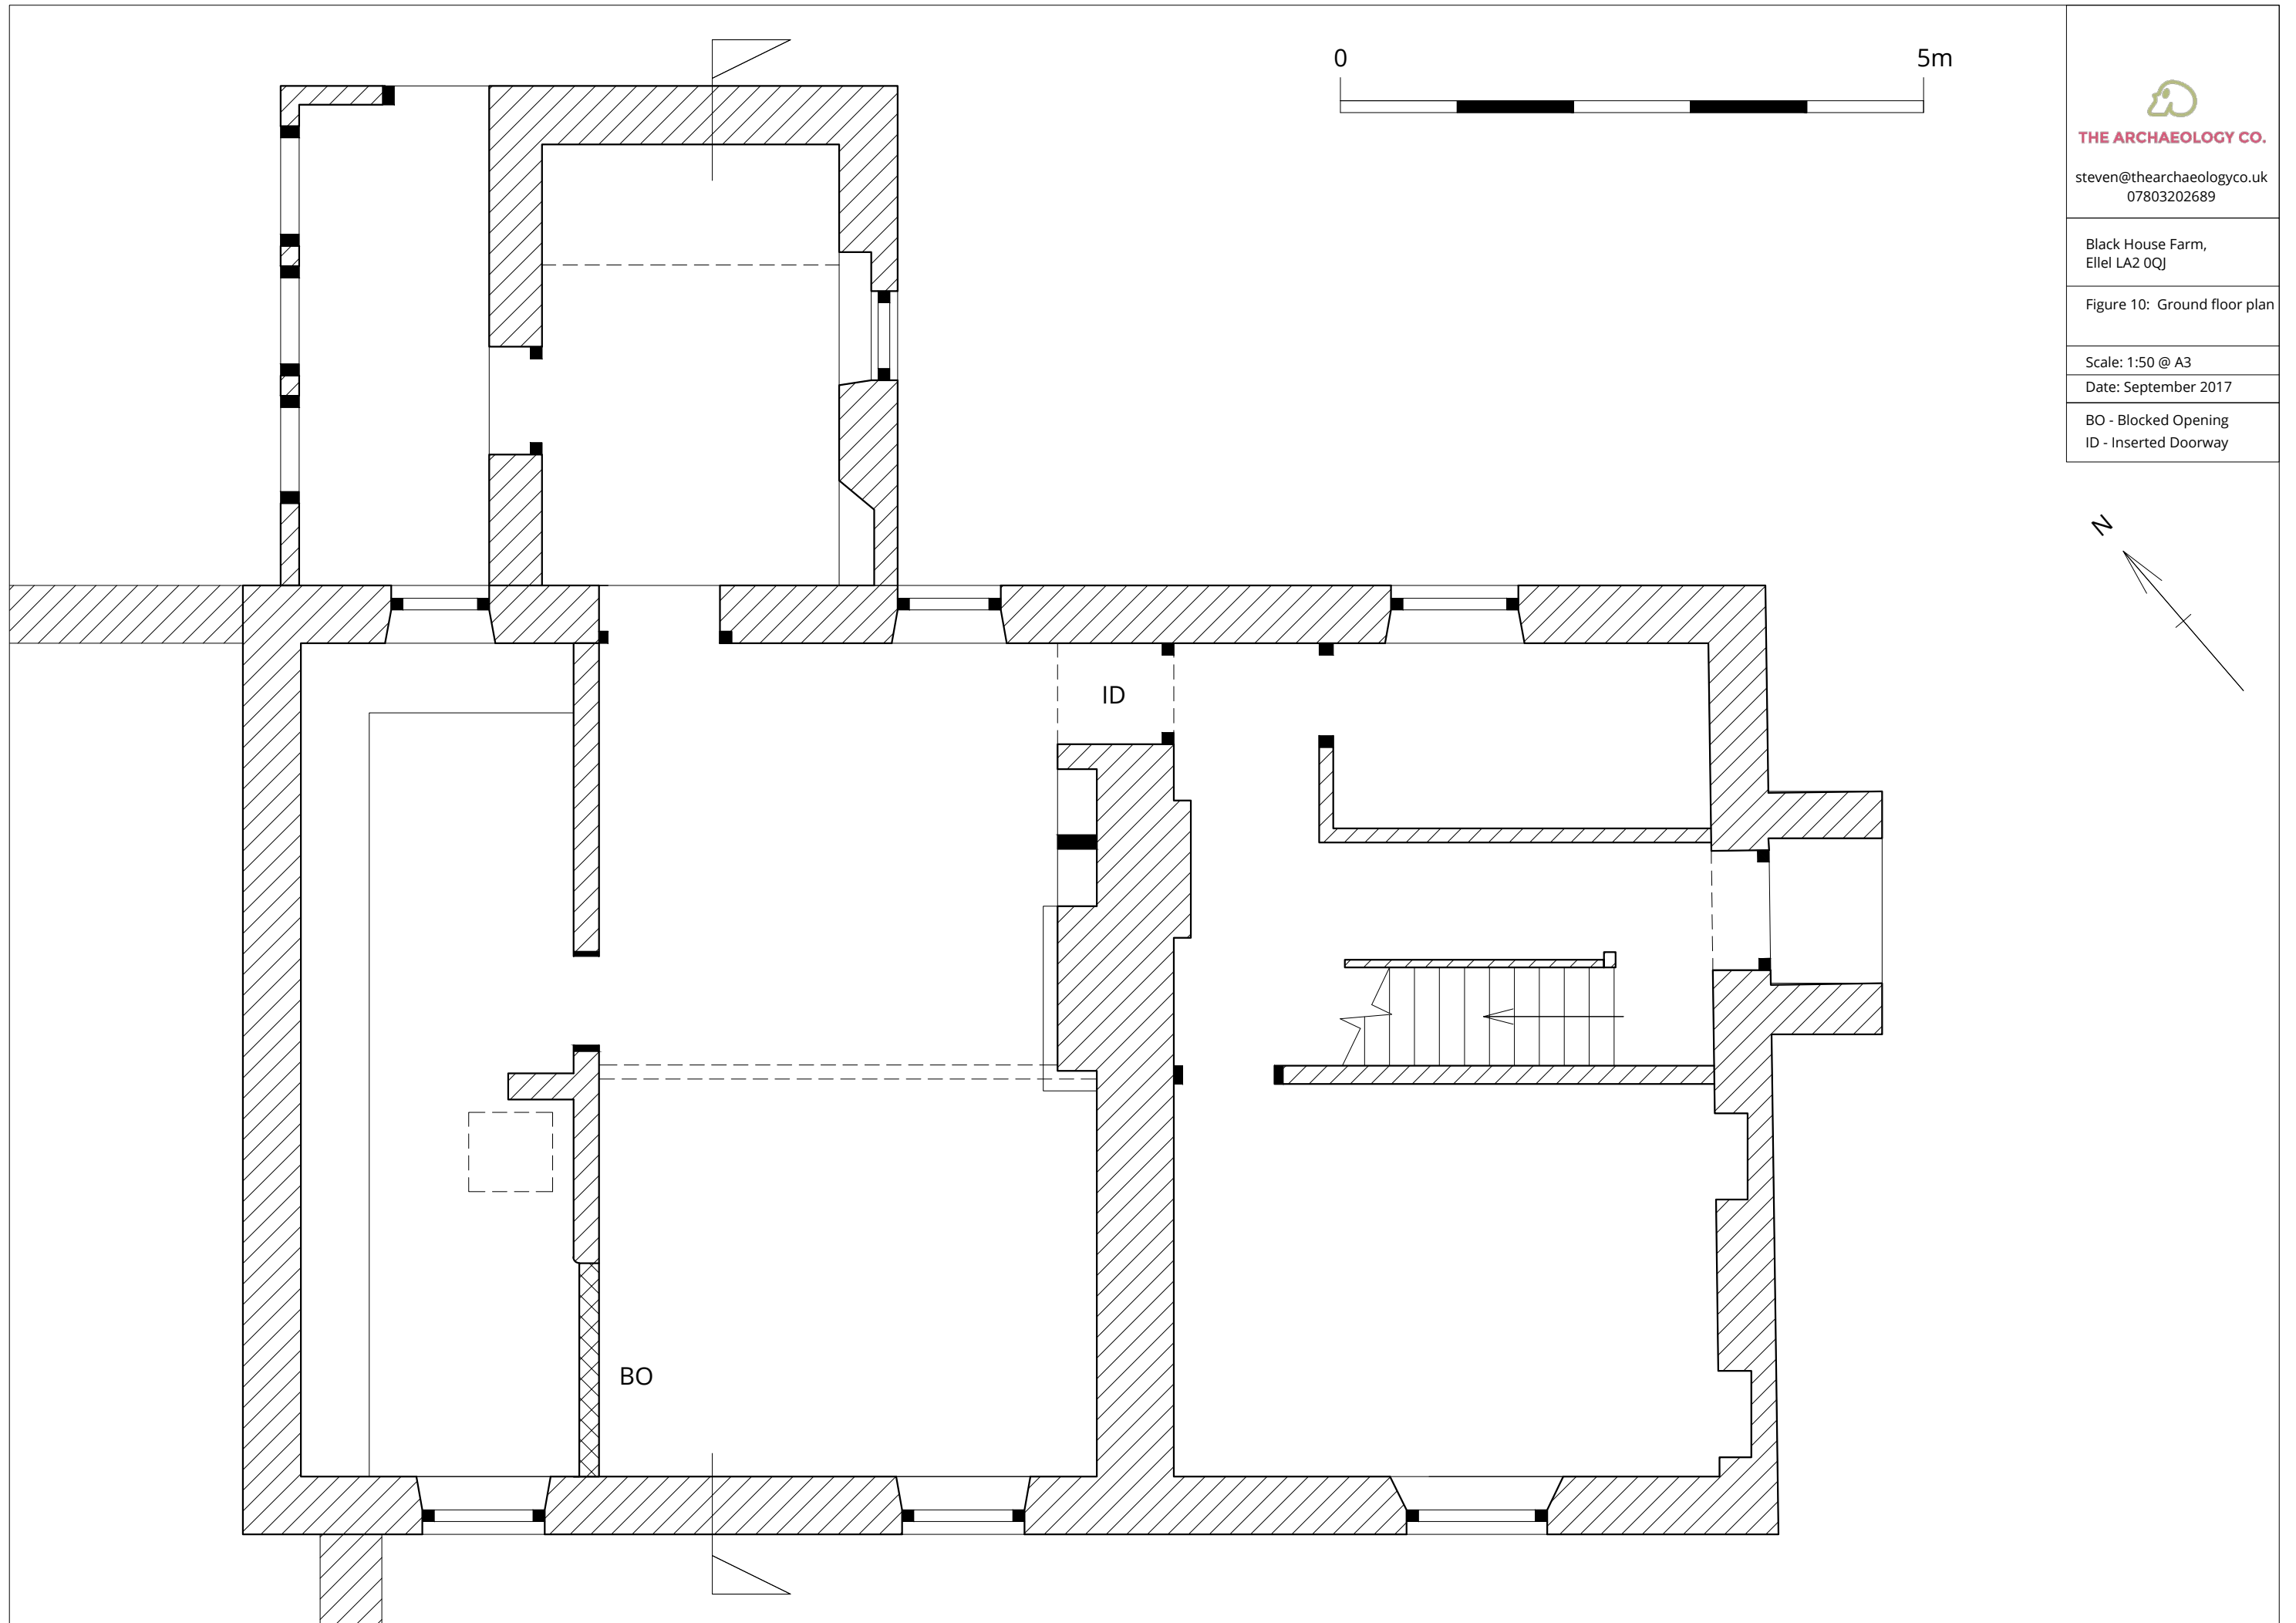 0
5m
THE ARCHAEOLOGY CO.
steven@thearchaeologyco.uk
07803202689
Black House Farm,
Ellel LA2 0QJ
Figure 10: Ground floor plan
Scale: 1:50 @ A3
Date: September 2017
BO - Blocked Opening
ID - Inserted Doorway
N
ID
BO